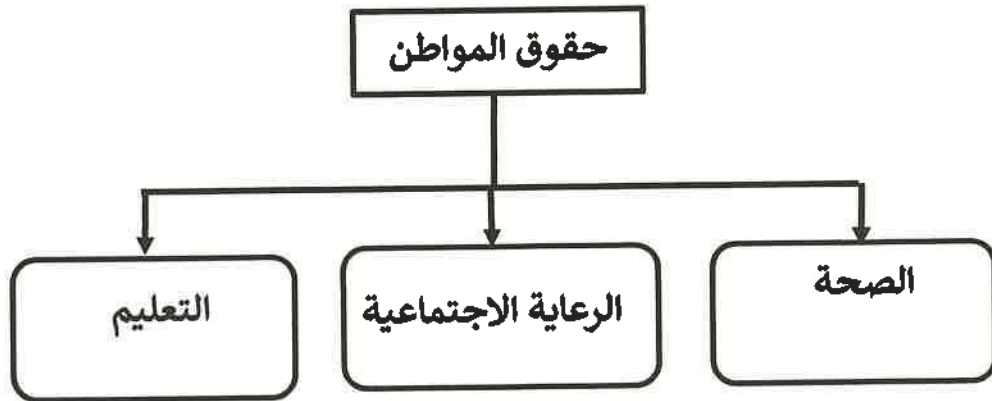 حقوق المواطن
الصحة
الرعاية الاجتماعية
التعليم